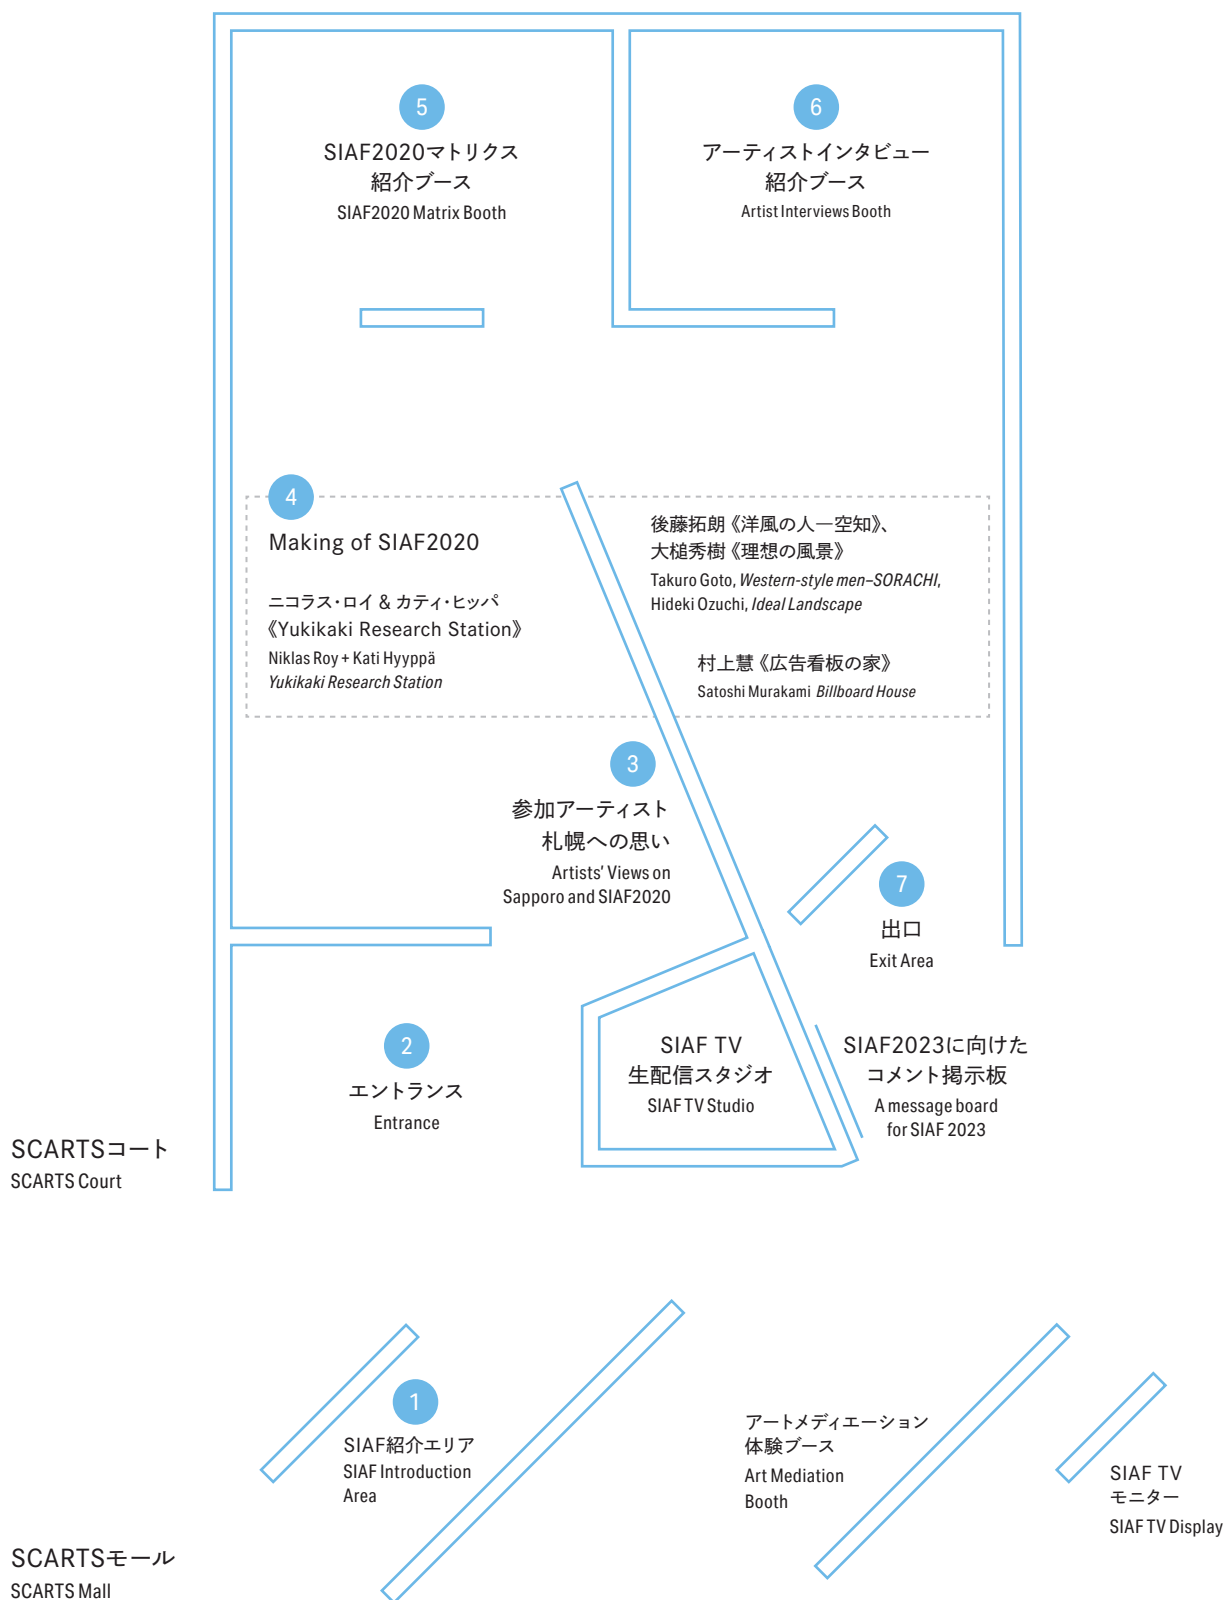 5
SIAF2020マトリクス
紹介ブース
SIAF2020 Matrix Booth
6
アーティストインタビュー
紹介ブース
Artist Interviews Booth
4
Making of SIAF2020
ニコラス・ロイ & カティ・ヒッパ
《Yukikaki Research Station》
Niklas Roy + Kati Hyyppä
Yukikaki Research Station
後藤拓朗《洋風の人—空知》、
大槌秀樹《理想の風景》
Takuro Goto, Western-style men–SORACHI,
Hideki Ozuchi, Ideal Landscape
村上慧《広告看板の家》
Satoshi Murakami Billboard House
3
参加アーティスト
札幌への思い
Artists' Views on
Sapporo and SIAF2020
7
出口
Exit Area
2
エントランス
Entrance
SIAF TV
生配信スタジオ
SIAF TV Studio
SIAF2023に向けた
コメント掲示板
A message board
for SIAF 2023
SCARTSコート
SCARTS Court
1
SIAF紹介エリア
SIAF Introduction
Area
アートメディエーション
体験ブース
Art Mediation
Booth
SIAF TV
モニター
SIAF TV Display
SCARTSモール
SCARTS Mall